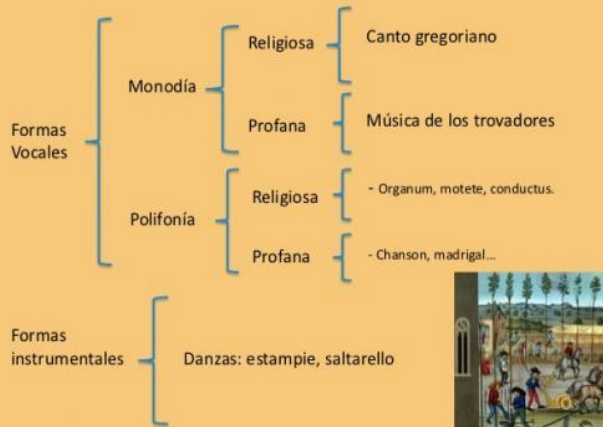 Formas
Vocales
Monodía
Religiosa
Canto gregoriano
Profana
Música de los trovadores
Polifonía
Religiosa
- Organum, motete, conductus.
Profana
- Chanson, madrigal...
Formas
instrumentales
Danzas: estampie, saltarello